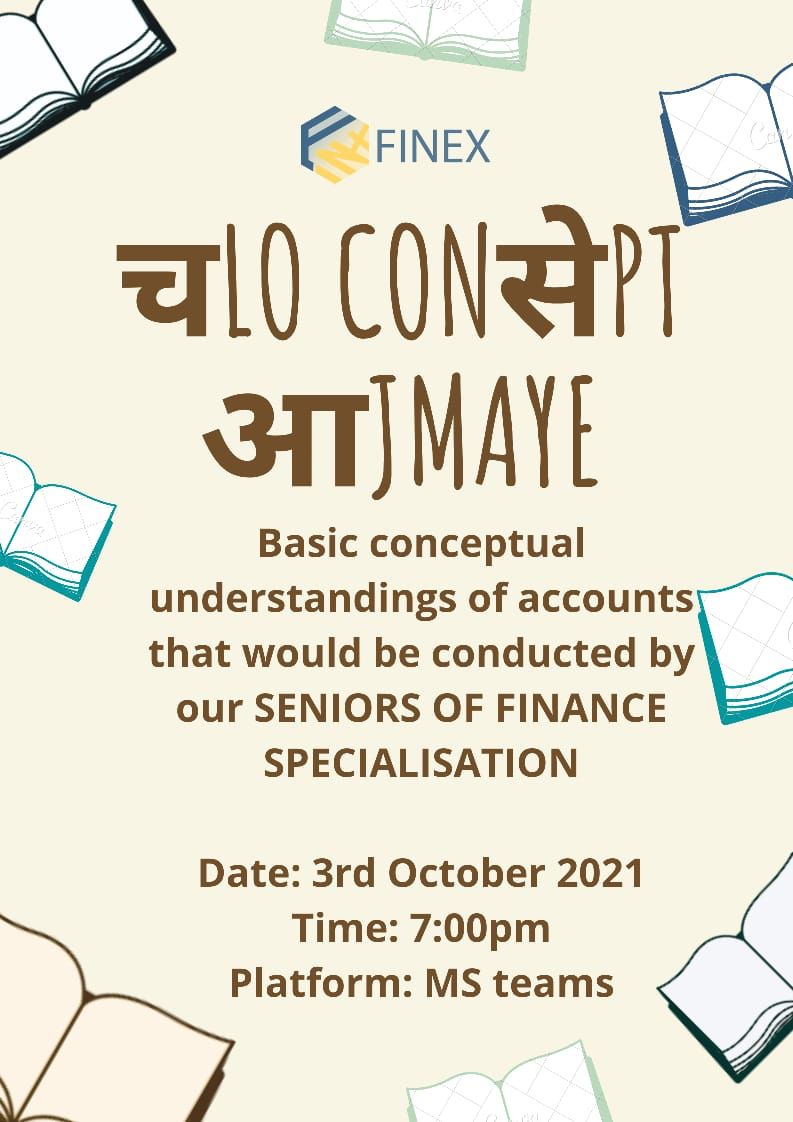 FINEX
चLO CONसेPT
आJMAYE
Basic conceptual
understandings of accounts
that would be conducted by
our SENIORS OF FINANCE
SPECIALISATION
Date: 3rd October 2021
Time: 7:00pm
Platform: MS teams